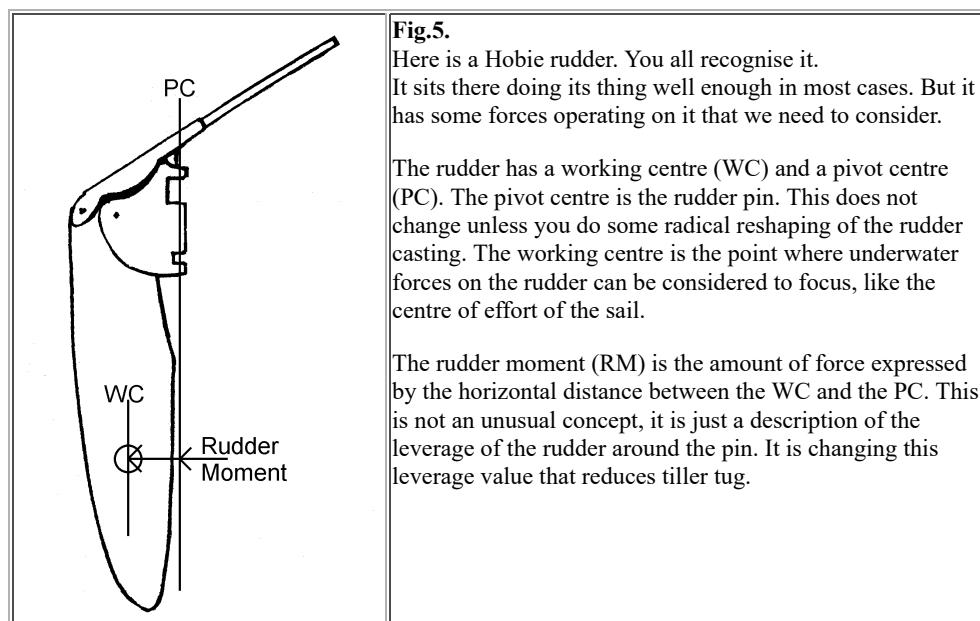 PC
WC
Rudder
Moment
Fig.5.
Here is a Hobie rudder. You all recognise it.
It sits there doing its thing well enough in most cases. But it
has some forces operating on it that we need to consider.
The rudder has a working centre (WC) and a pivot centre
(PC). The pivot centre is the rudder pin. This does not
change unless you do some radical reshaping of the rudder
casting. The working centre is the point where underwater
forces on the rudder can be considered to focus, like the
centre of effort of the sail.
The rudder moment (RM) is the amount of force expressed
by the horizontal distance between the WC and the PC. This
is not an unusual concept, it is just a description of the
leverage of the rudder around the pin. It is changing this
leverage value that reduces tiller tug.